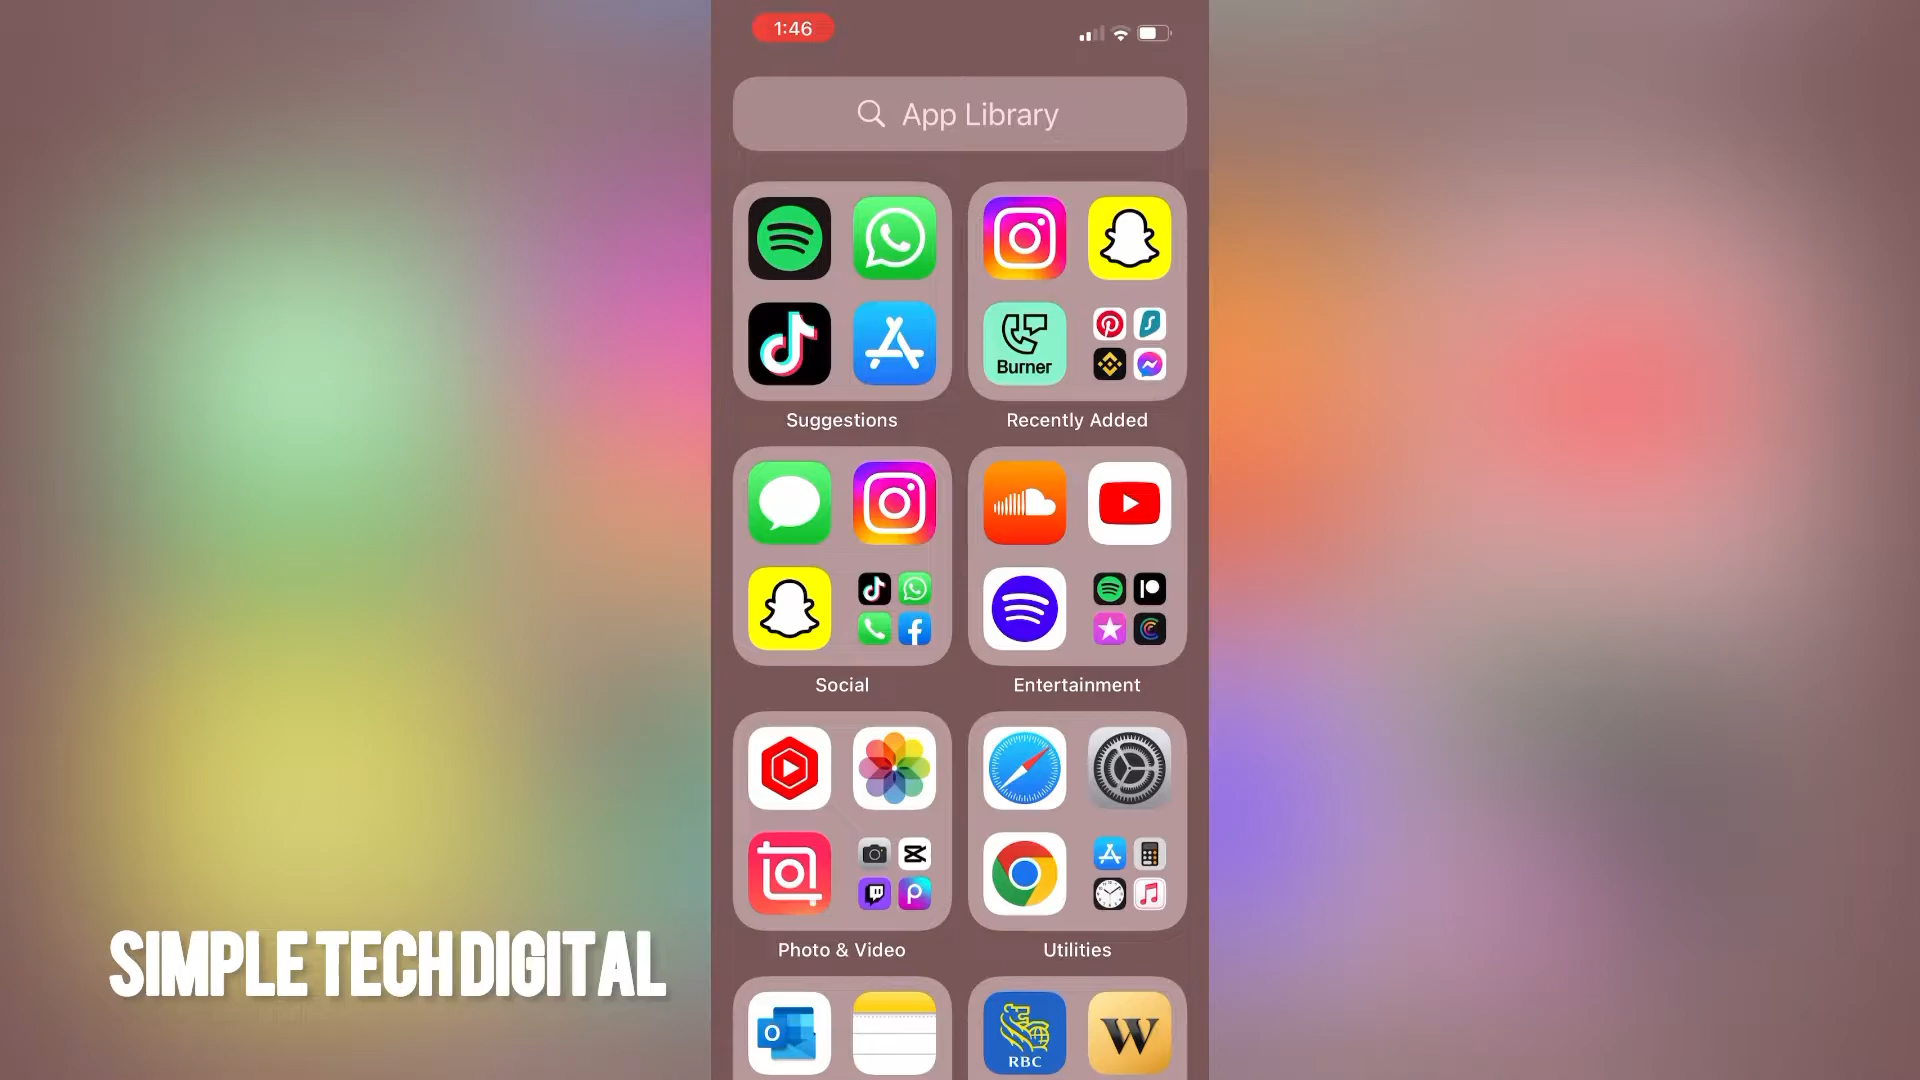 1:46
App Library
Burner
Suggestions
Recently Added
Social
Entertainment
Photo & Video
Utilities
SIMPLE TECH DIGITAL
O
RBC
W